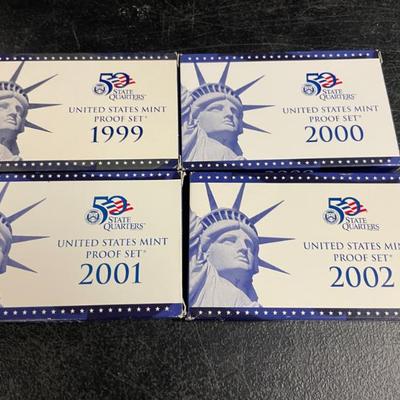 50
STATE
QUARTERS
UNITED STATES MINT
PROOF SET
1999
50
STATE
QUARTERS
UNITED STATES MINT
PROOF SET
2000
50
STATE
QUARTERS
UNITED STATES MINT
PROOF SET
2001
50
STATE
QUARTERS
UNITED STATES MINT
PROOF SET
2002